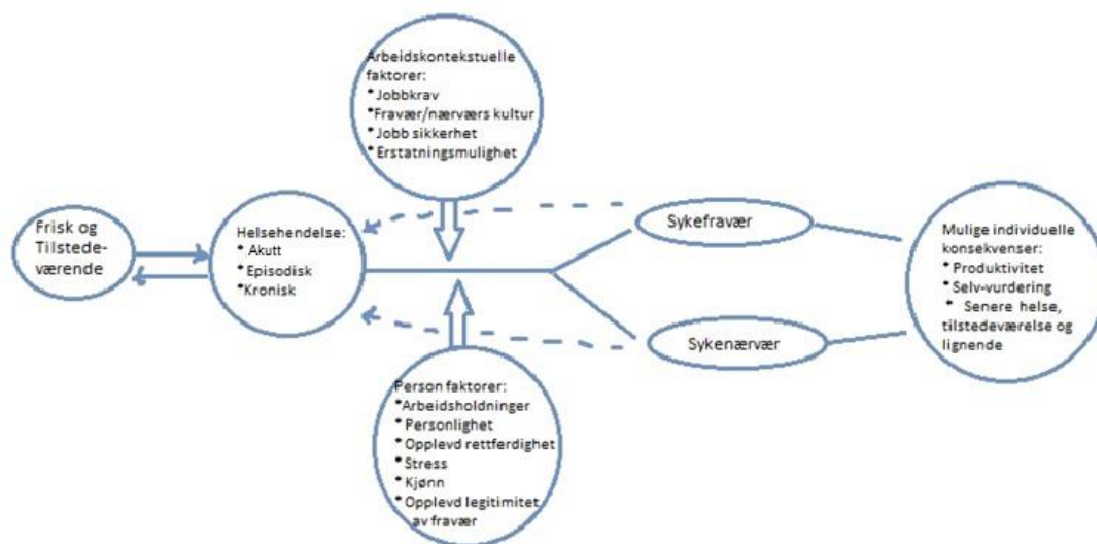 Arbeidskontekstuelle
faktorer:
* Jobbkrav
*Fravær/nærværs kultur
* Jobb sikkerhet
* Erstatningsmulighet
Frisk og
Tilstede-
værende
Helsehendelse:
* Akutt
* Episodisk
* Kronisk
Sykefravær
Sykenærvær
Mulige individuelle
konsekvenser:
* Produktivitet
* Selv-vurdering
* Senere helse,
tilstedeværelse og
lignende
Person faktorer:
*Arbeidsholdninger
* Personlighet
* Opplevd rettferdighet
* Stress
* Kjønn
* Opplevd legitimitet
av fravær